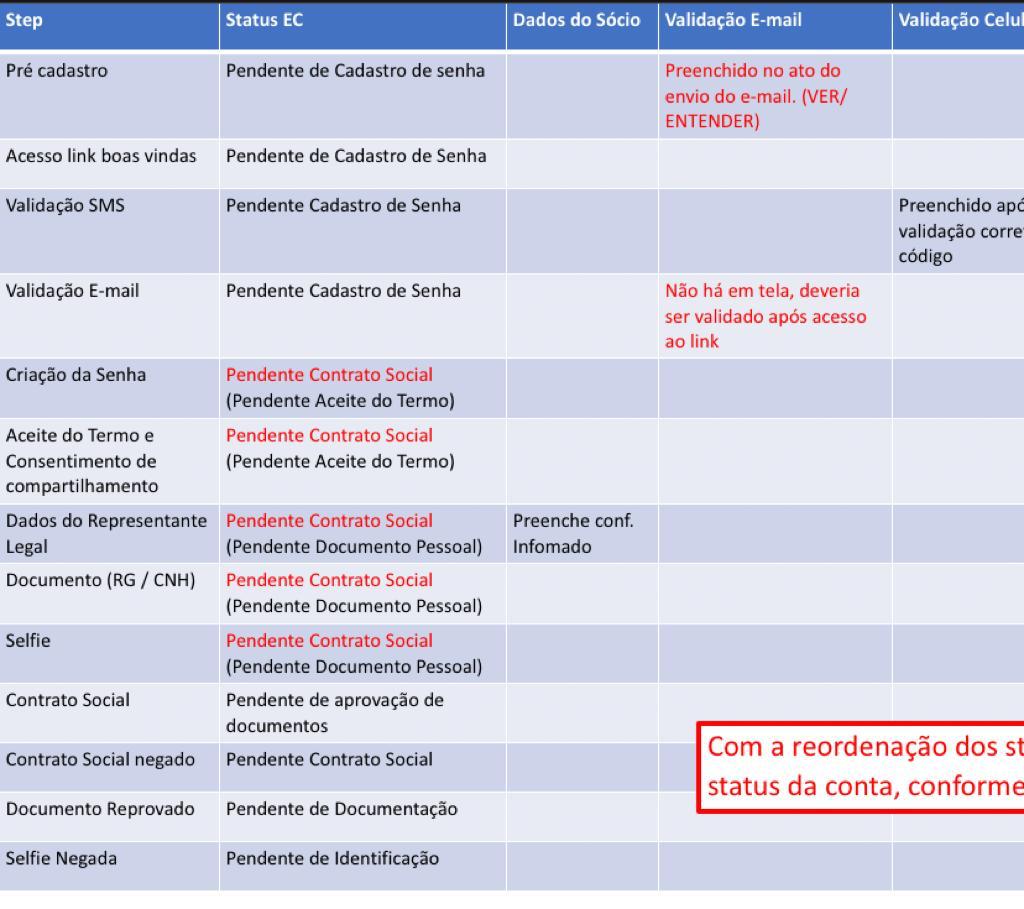 Step Status EC Dados do Sócio Validação E-mail Validação Celul
Pré cadastro Pendente de Cadastro de senha Preenchido no ato do
envio do e-mail. (VER/
ENTENDER)
Acesso link boas vindas Pendente de Cadastro de Senha
Validação SMS Pendente Cadastro de Senha Preenchido apó
validação corre
código
Validação E-mail Pendente Cadastro de Senha Não há em tela, deveria
ser validado após acesso
ao link
Criação da Senha Pendente Contrato Social
(Pendente Aceite do Termo)
Aceite do Termo e Pendente Contrato Social
Consentimento de (Pendente Aceite do Termo)
compartilhamento
Dados do Representante Pendente Contrato Social Preenche conf.
Legal (Pendente Documento Pessoal) Infomado
Documento (RG / CNH) Pendente Contrato Social
(Pendente Documento Pessoal)
Selfie Pendente Contrato Social
(Pendente Documento Pessoal)
Contrato Social Pendente de aprovação de
documentos
Contrato Social negado Pendente Contrato Social
Documento Reprovado Pendente de Documentação
Selfie Negada Pendente de Identificação
Com a reordenação dos st
status da conta, conforme